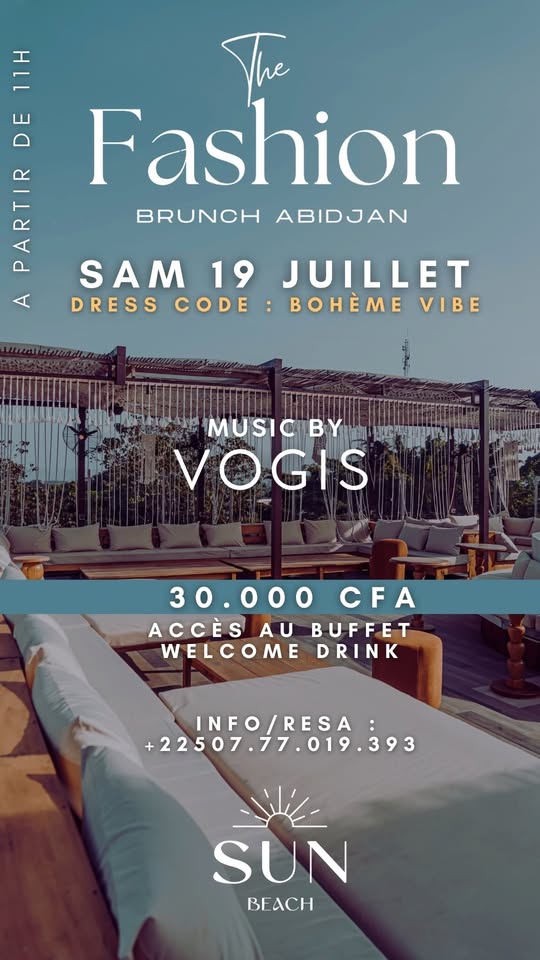 A PARTIR DE 11H
The
Fashion
BRUNCH ABIDJAN
SAM 19 JUILLET
DRESS CODE : BOHÈME VIBE
MUSIC BY
VOGIS
30.000 CFA
ACCÈS AU BUFFET
WELCOME DRINK
INFO/RESA :
+22507.77.019.393
SUN
BEACH